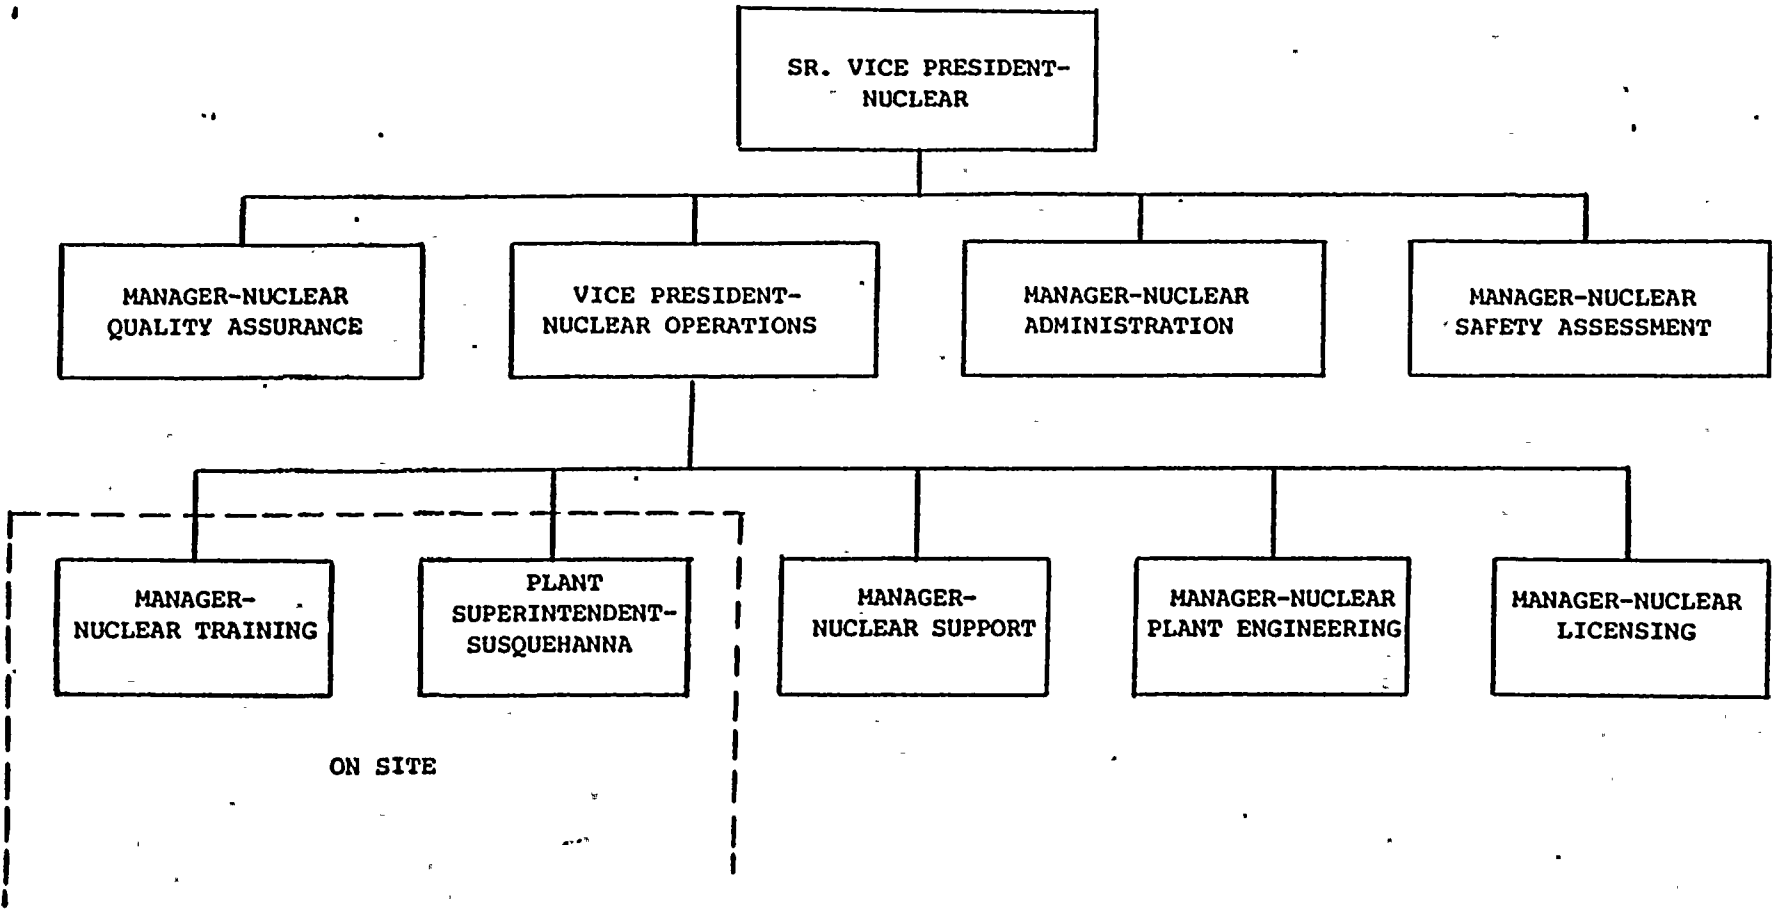 SR. VICE PRESIDENT-
NUCLEAR
MANAGER-NUCLEAR
QUALITY ASSURANCE
VICE PRESIDENT-
NUCLEAR OPERATIONS
MANAGER-NUCLEAR
ADMINISTRATION
MANAGER-NUCLEAR
SAFETY ASSESSMENT
MANAGER-
NUCLEAR TRAINING
PLANT
SUPERINTENDENT-
SUSQUEHANNA
MANAGER-
NUCLEAR SUPPORT
MANAGER-NUCLEAR
PLANT ENGINEERING
MANAGER-NUCLEAR
LICENSING
ON SITE